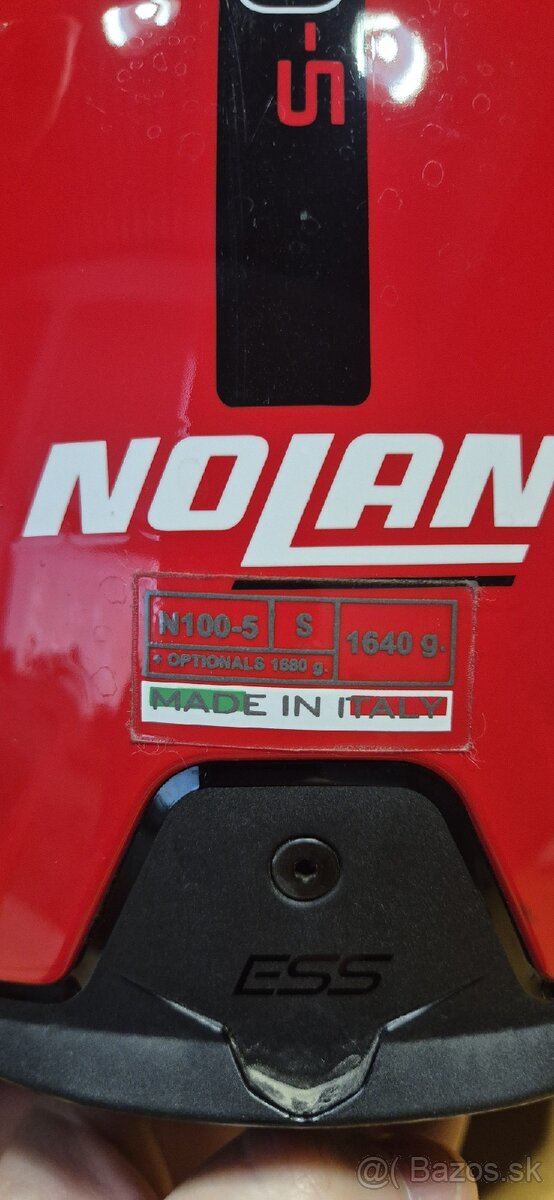 -5
NOLAN
N100-5 S 1640 g.
+ OPTIONALS 1680 g.
MADE IN ITALY
ESS
@( Bazos.sk